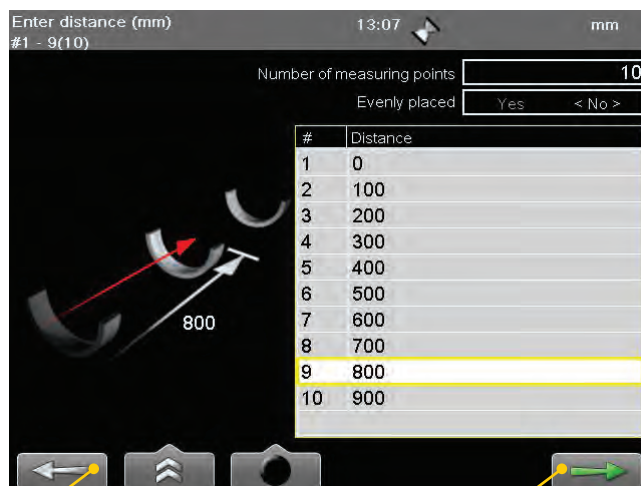 Enter distance (mm) 13:07 mm
#1 - 9(10)
Number of measuring points 10
Evenly placed Yes < No >
# Distance
1 0
2 100
3 200
4 300
5 400
6 500
7 600
8 700
9 800
10 900
800